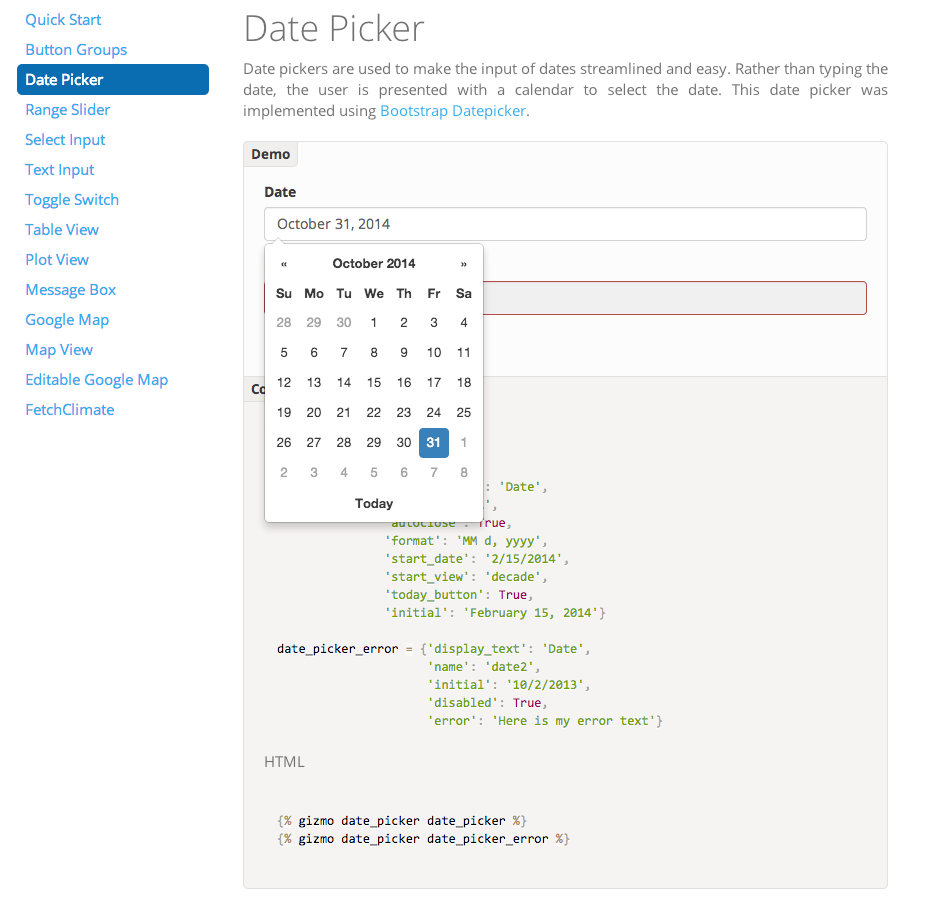 Quick Start
Button Groups
Date Picker
Range Slider
Select Input
Text Input
Toggle Switch
Table View
Plot View
Message Box
Google Map
Map View
Editable Google Map
FetchClimate
Date Picker
Date pickers are used to make the input of dates streamlined and easy. Rather than typing the
date, the user is presented with a calendar to select the date. This date picker was
implemented using Bootstrap Datepicker.
Demo
Date
October 31, 2014
« October 2014 »
Su Mo Tu We Th Fr Sa
28 29 30 1 2 3 4
5 6 7 8 9 10 11
12 13 14 15 16 17 18
19 20 21 22 23 24 25
26 27 28 29 30 31 1
2 3 4 5 6 7 8
Today
Co
: 'Date',
',
'autoclose': True,
'format': 'MM d, yyyy',
'start_date': '2/15/2014',
'start_view': 'decade',
'today_button': True,
'initial': 'February 15, 2014'}
date_picker_error = {'display_text': 'Date',
'name': 'date2',
'initial': '10/2/2013',
'disabled': True,
'error': 'Here is my error text'}
HTML
{% gizmo date_picker date_picker %}
{% gizmo date_picker date_picker_error %}